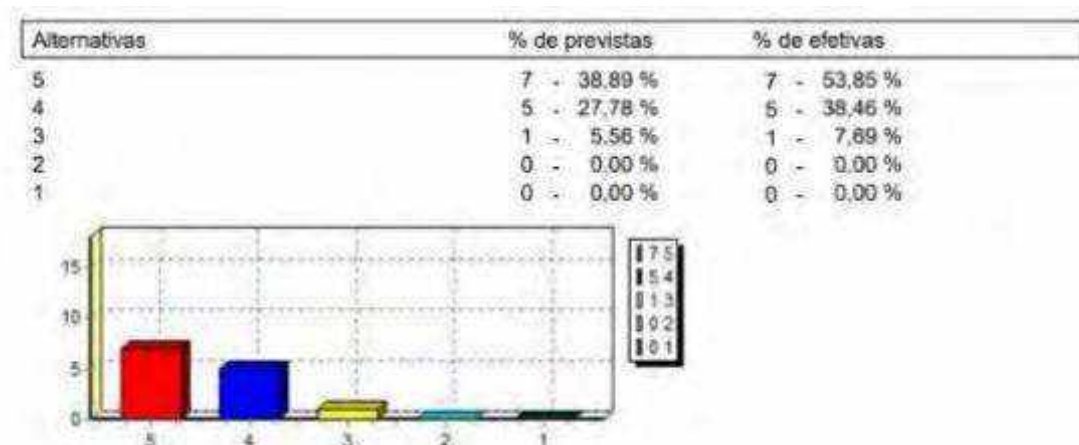 Alternativas % de previstas % de efetivas
5 7 - 38,89 % 7 - 53,85 %
4 5 - 27,78 % 5 - 38,46 %
3 1 - 5,56 % 1 - 7,69 %
2 0 - 0,00 % 0 - 0,00 %
1 0 - 0,00 % 0 - 0,00 %
15
10
5
0
5 4 3 2 1
7 5
5 4
1 3
0 2
0 1